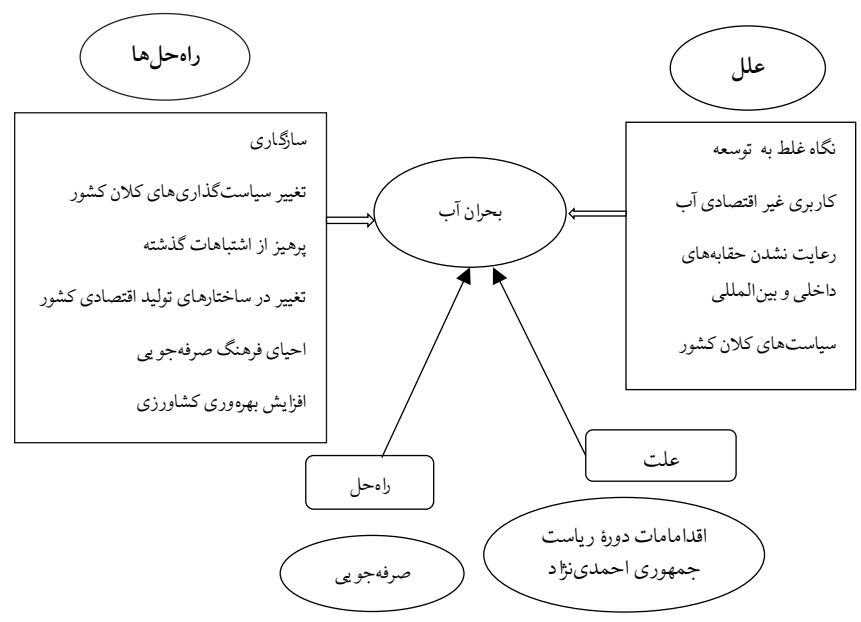 علل
نگاه غلط به توسعه
کاربری غیر اقتصادی آب
رعایت نشدن حقابه‌های
داخلی و بین‌المللی
سیاست‌های کلان کشور
راه‌حل‌ها
سازگاری
تغییر سیاست‌گذاری‌های کلان کشور
پرهیز از اشتباهات گذشته
تغییر در ساختارهای تولید اقتصادی کشور
احیای فرهنگ صرفه‌جویی
افزایش بهره‌وری کشاورزی
بحران آب
علت
اقدامامات دورهٔ ریاست
جمهوری احمدی‌نژاد
راه‌حل
صرفه‌جویی